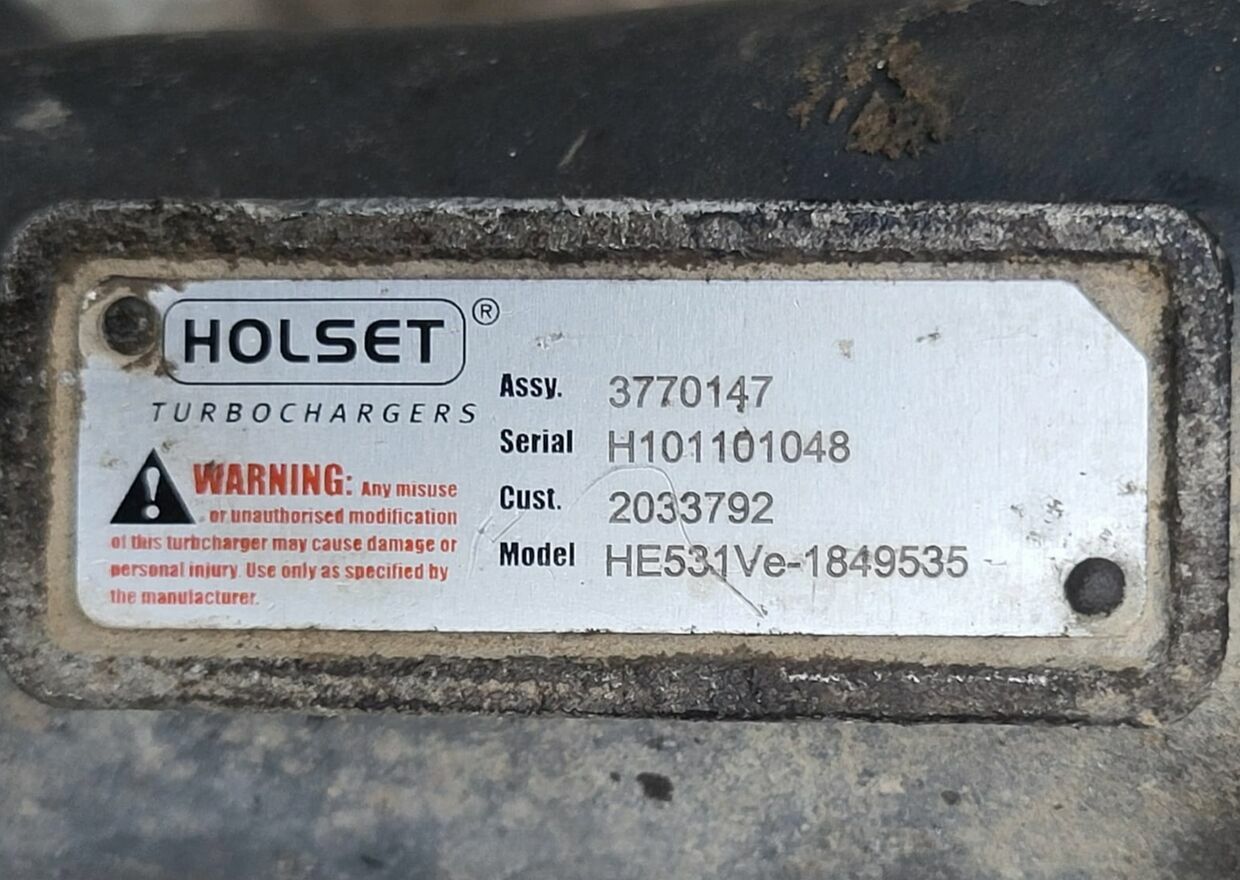 HOLSET®
TURBOCHARGERS
WARNING: Any misuse
or unauthorised modification
of this turbcharger may cause damage or
personal injury. Use only as specified by
the manufacturer.
Assy. 3770147
Serial H101101048
Cust. 2033792
Model HE531Ve-1849535